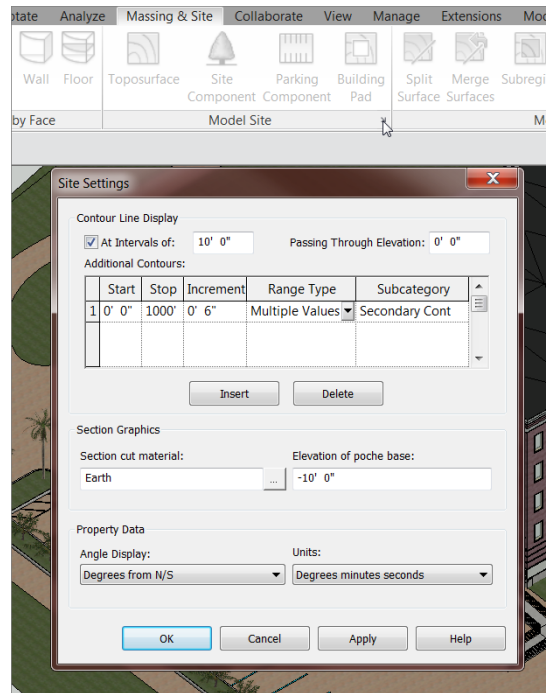 Analyze Massing & Site Collaborate View Manage Extensions
Wall Floor Toposurface Site Component Parking Component Building Pad Split Surface Merge Surfaces
by Face Model Site
Site Settings
Contour Line Display
At Intervals of: 10' 0" Passing Through Elevation: 0' 0"
Additional Contours:
Start Stop Increment Range Type Subcategory
1 0' 0" 1000' 0' 6" Multiple Values Secondary Cont
Insert Delete
Section Graphics
Section cut material: Elevation of poche base:
Earth ... -10' 0"
Property Data
Angle Display: Units:
Degrees from N/S Degrees minutes seconds
OK Cancel Apply Help